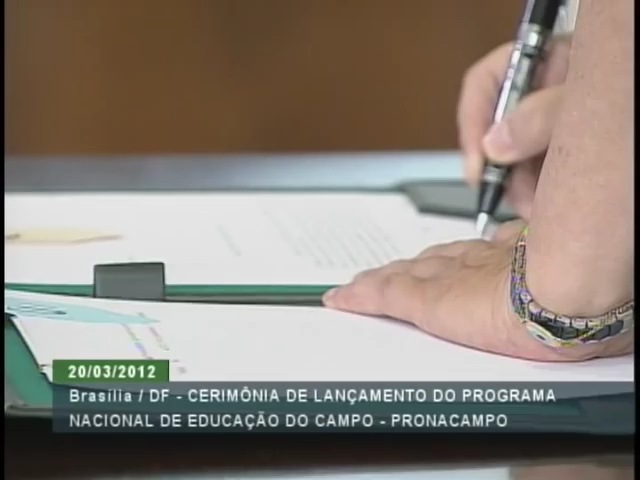 20/03/2012
Brasília / DF - CERIMÔNIA DE LANÇAMENTO DO PROGRAMA
NACIONAL DE EDUCAÇÃO DO CAMPO - PRONACAMPO